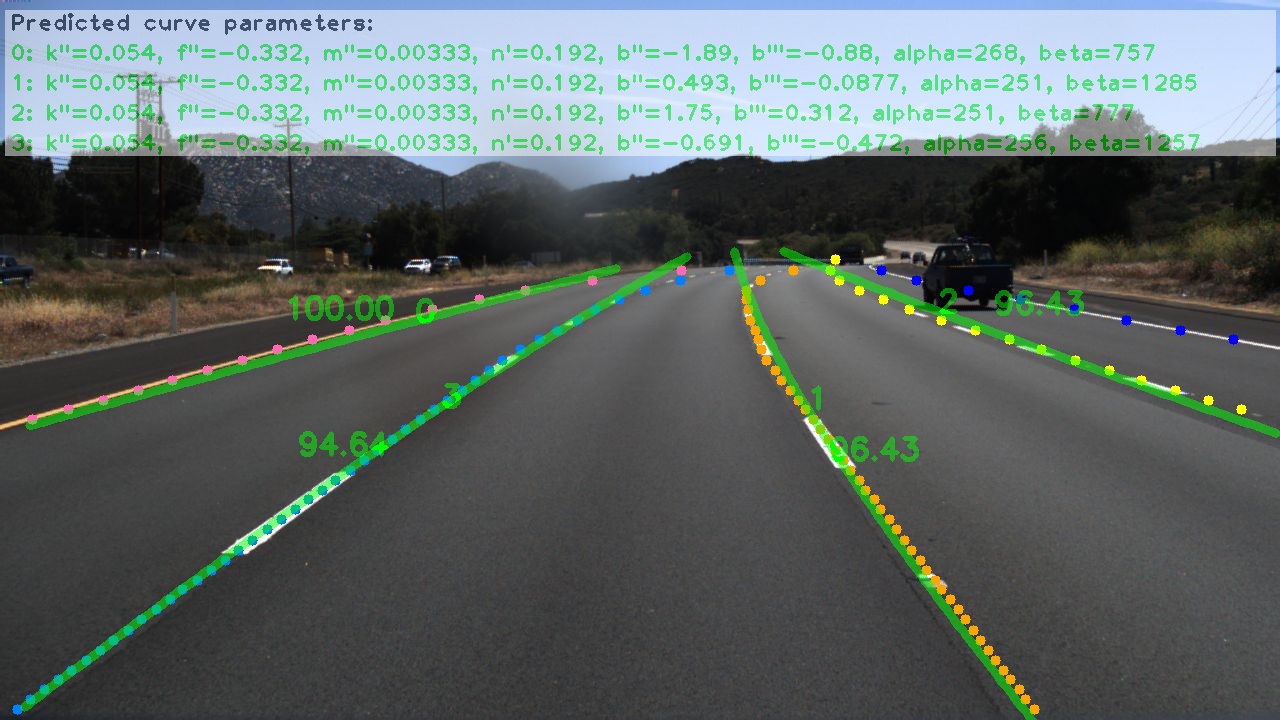 Predicted curve parameters:
0: k''=0.054, f''=-0.332, m''=0.00333, n'=0.192, b''=-1.89, b'''=-0.88, alpha=268, beta=757
1: k''=0.054, f''=-0.332, m''=0.00333, n'=0.192, b''=0.493, b'''=-0.0877, alpha=251, beta=1285
2: k''=0.054, f''=-0.332, m''=0.00333, n'=0.192, b''=1.75, b'''=0.312, alpha=251, beta=777
3: k''=0.054, f''=-0.332, m''=0.00333, n'=0.192, b''=-0.691, b'''=-0.472, alpha=256, beta=1257
100.00 0
2 96.43
3
1
94.64
96.43